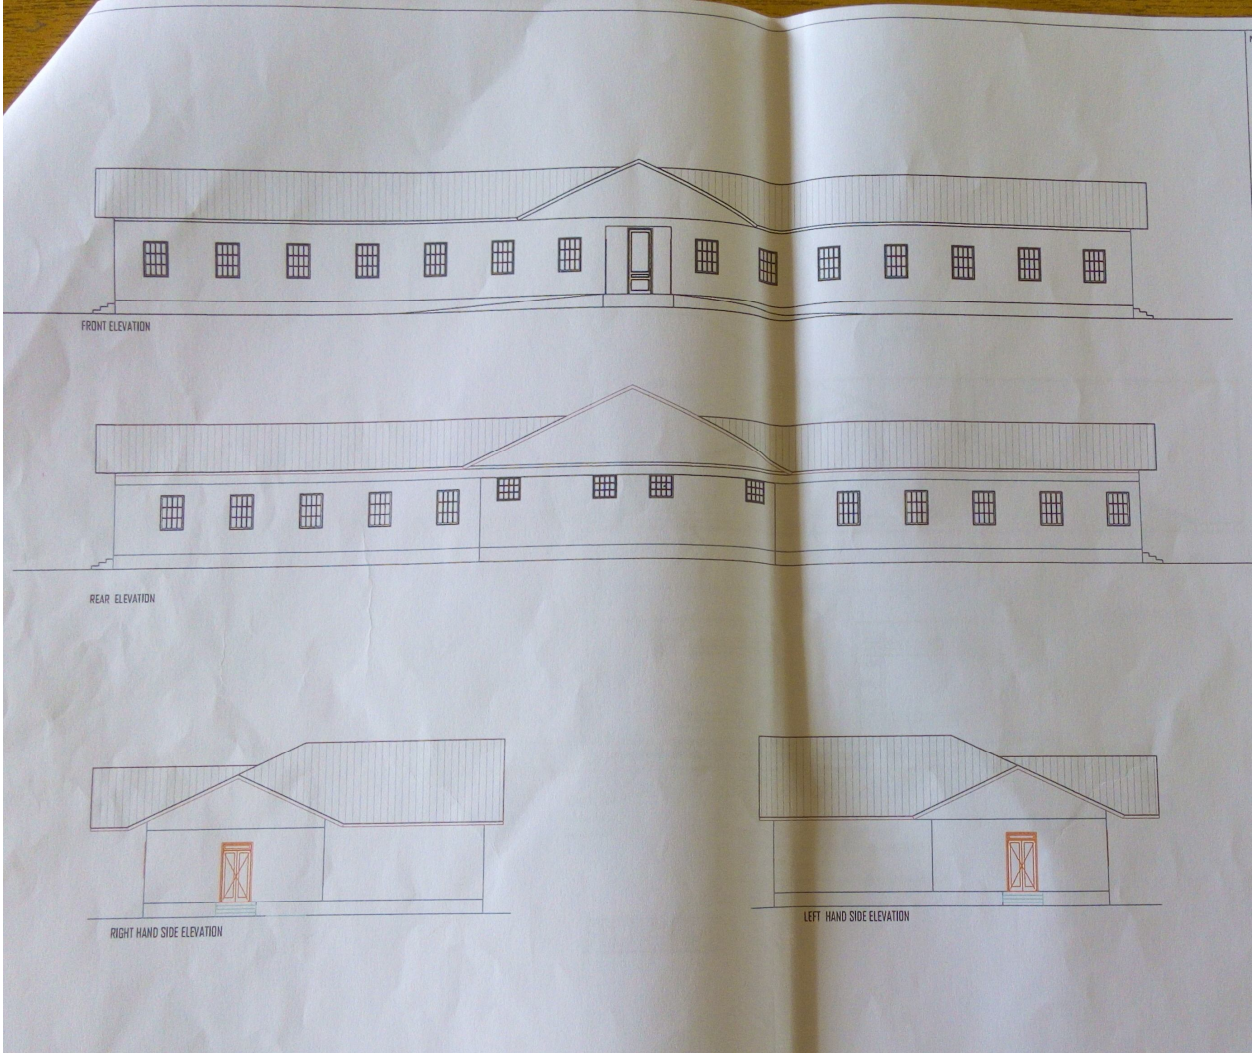 FRONT ELEVATION
REAR ELEVATION
RIGHT HAND SIDE ELEVATION
LEFT HAND SIDE ELEVATION